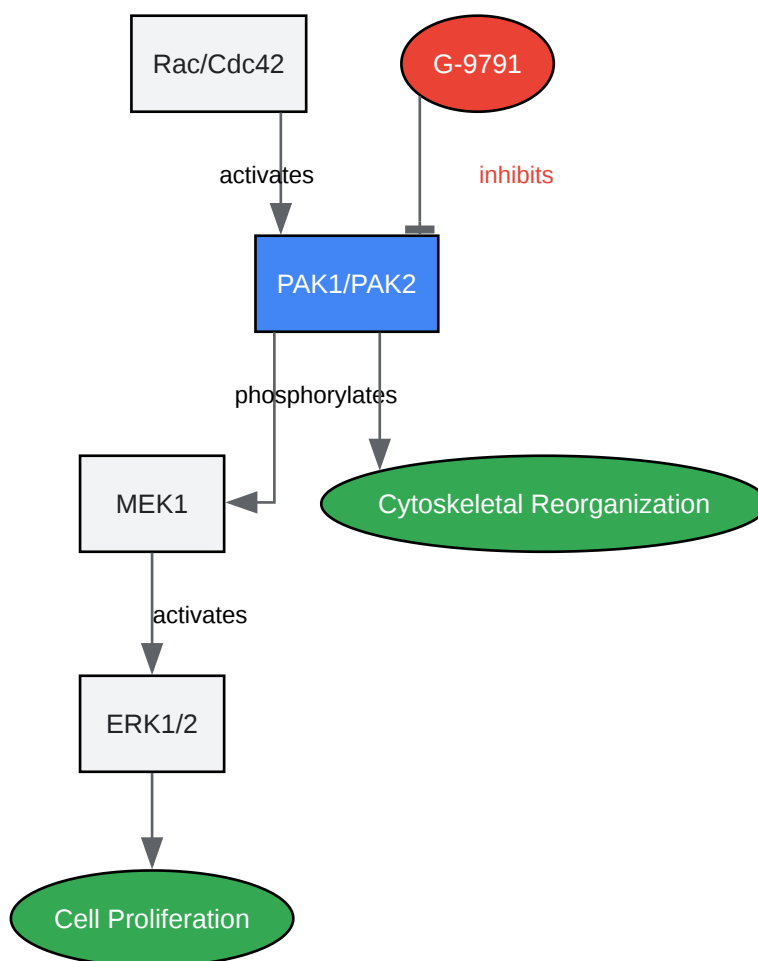 Rac/Cdc42
G-9791
activates
inhibits
PAK1/PAK2
phosphorylates
MEK1
Cytoskeletal Reorganization
activates
ERK1/2
Cell Proliferation